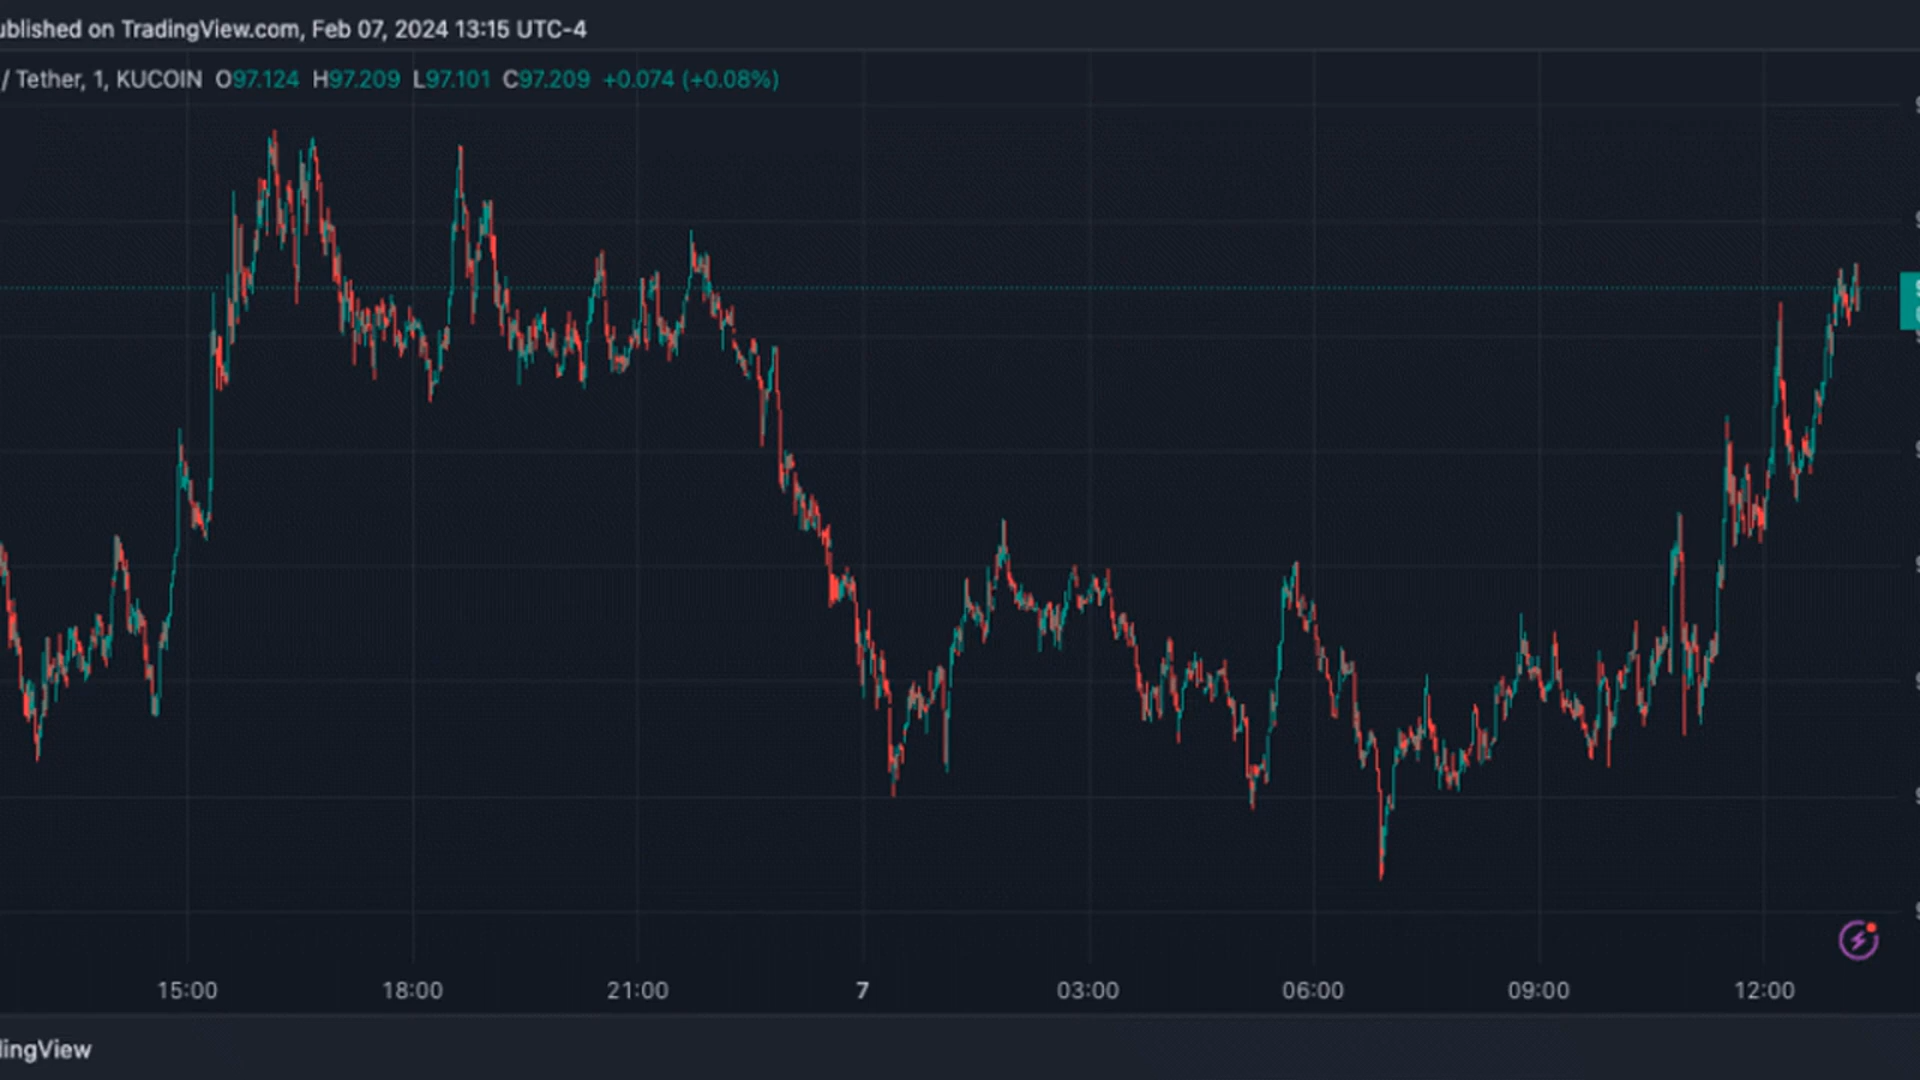 ublished on TradingView.com, Feb 07, 2024 13:15 UTC-4
/ Tether, 1, KUCOIN O97.124 H97.209 L97.101 C97.209 +0.074 (+0.08%)
15:00 18:00 21:00 7 03:00 06:00 09:00 12:00
lingView